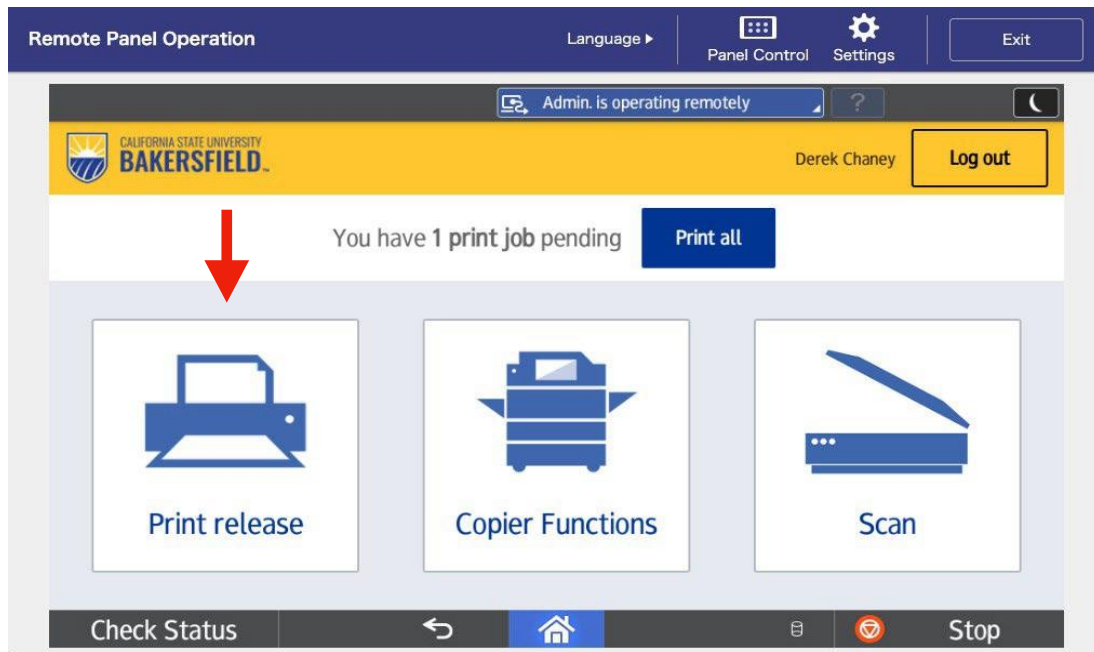 Remote Panel Operation
Language
Panel Control
Settings
Exit
Admin. is operating remotely
?
CALIFORNIA STATE UNIVERSITY
BAKERSFIELD
Derek Chaney
Log out
You have 1 print job pending
Print all
Print release
Copier Functions
Scan
Check Status
Stop